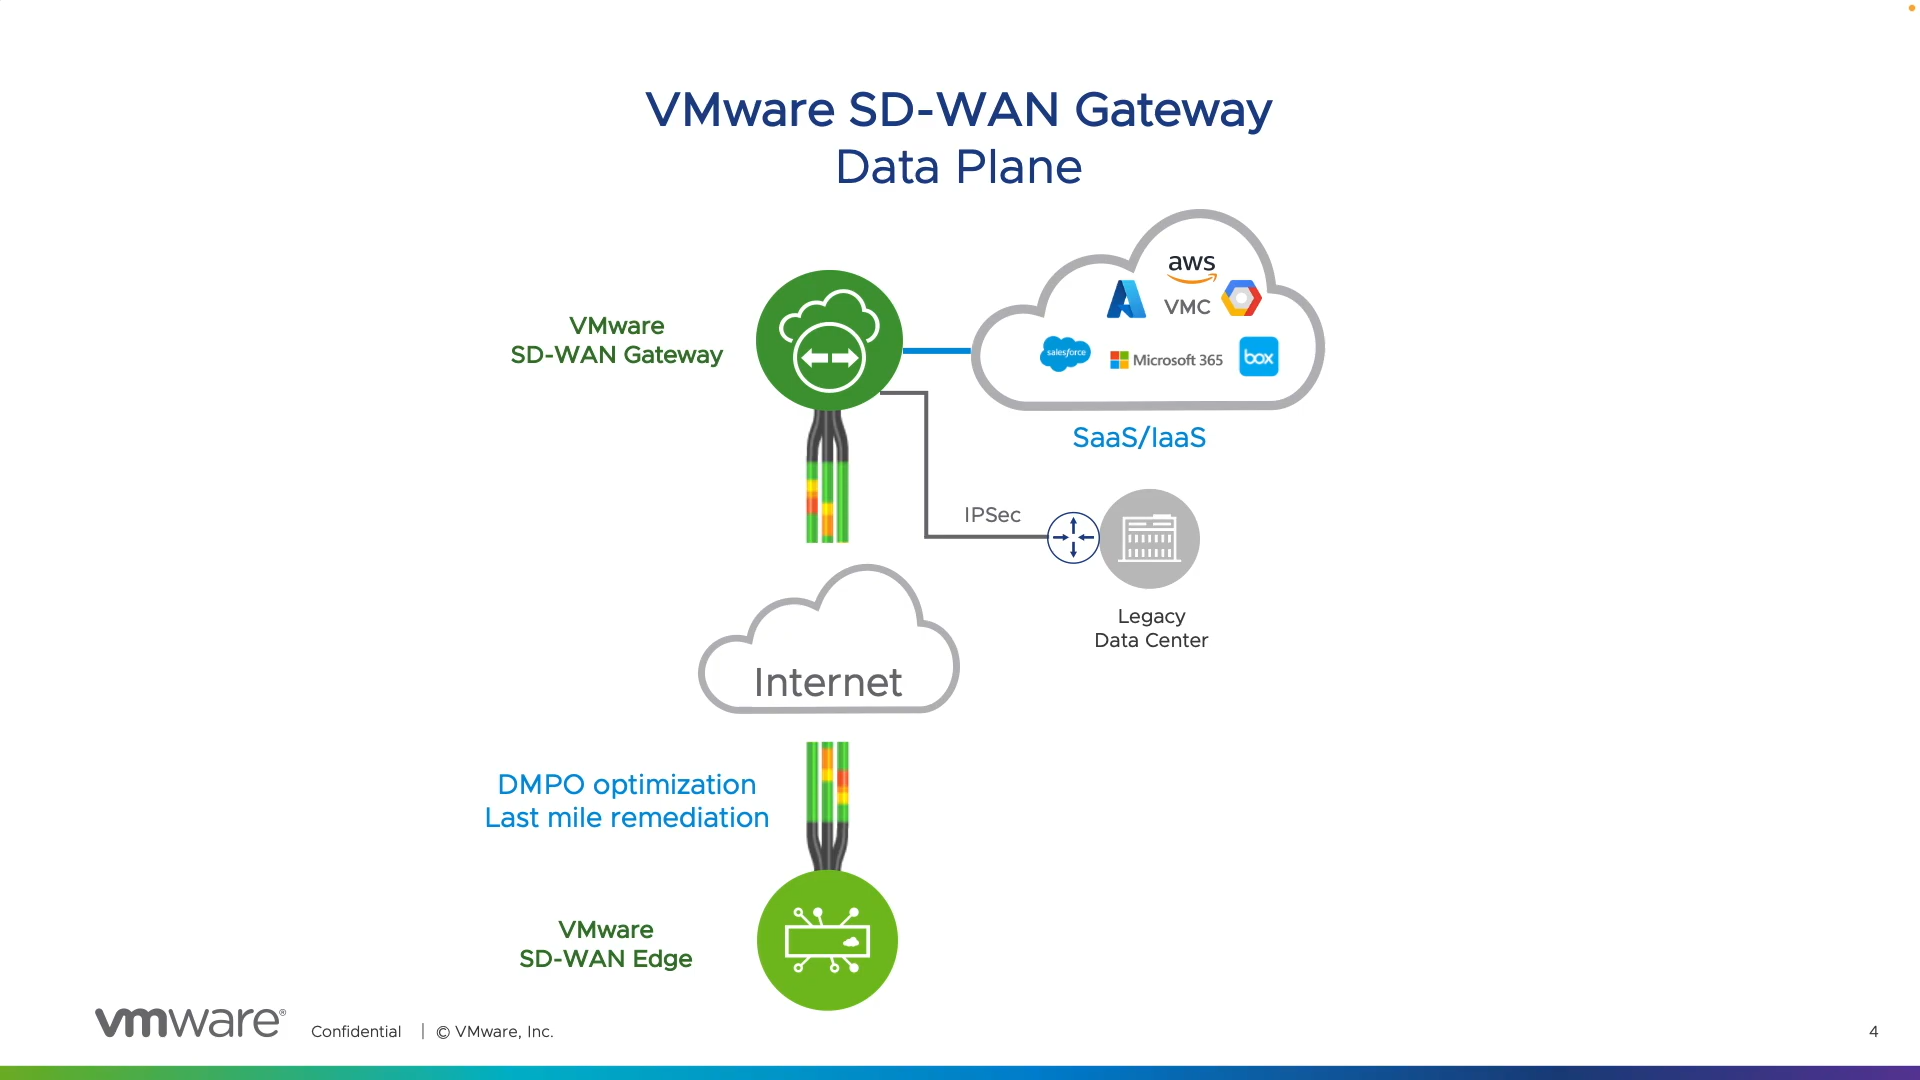 VMware SD-WAN Gateway
Data Plane
VMware
SD-WAN Gateway
aws
VMC
salesforce
Microsoft 365
box
SaaS/IaaS
IPSec
Legacy
Data Center
Internet
DMPO optimization
Last mile remediation
VMware
SD-WAN Edge
vmware®
Confidential | © VMware, Inc.
4